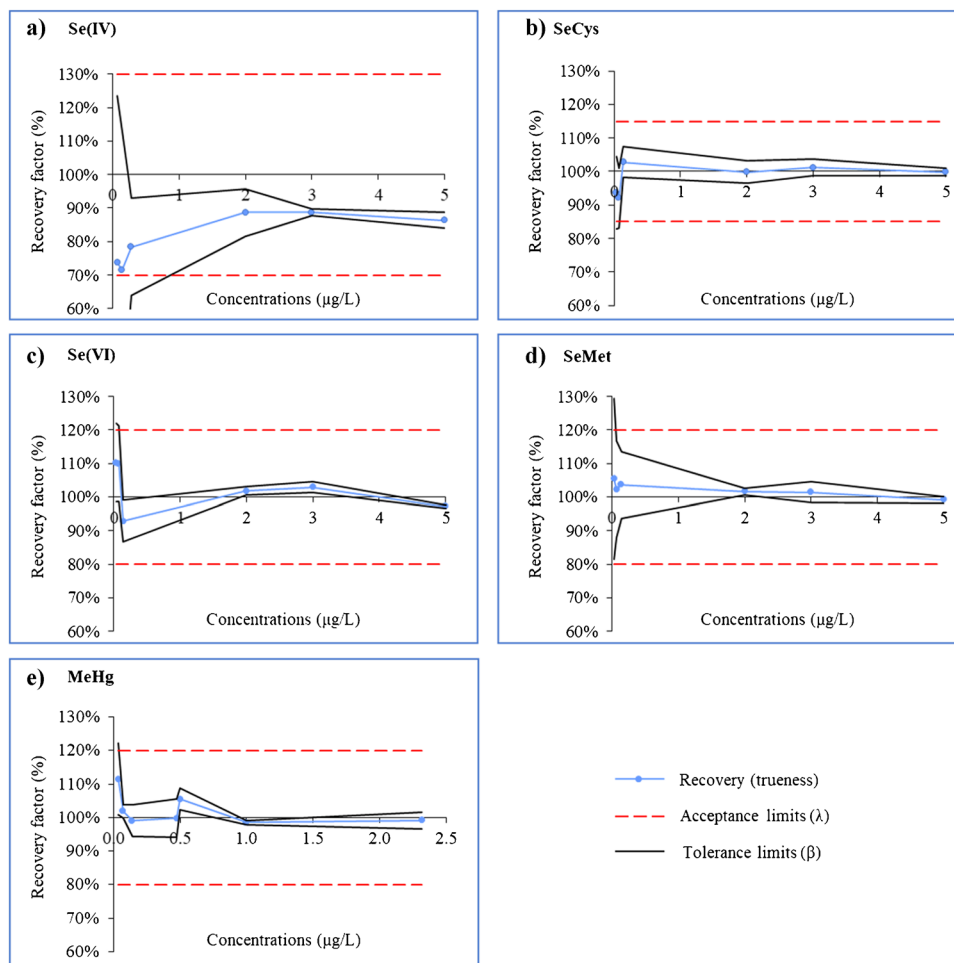 a) Se(IV)
130%
120%
110%
100%
90%
80%
70%
60%
0 1 2 3 4 5
Recovery factor (%)
Concentrations (µg/L)
b) SeCys
130%
120%
110%
100%
90%
80%
70%
60%
0 1 2 3 4 5
Recovery factor (%)
Concentrations (µg/L)
c) Se(VI)
130%
120%
110%
100%
90%
80%
70%
60%
0 1 2 3 4 5
Recovery factor (%)
Concentrations (µg/L)
d) SeMet
130%
120%
110%
100%
90%
80%
70%
60%
0 1 2 3 4 5
Recovery factor (%)
Concentrations (µg/L)
e) MeHg
130%
120%
110%
100%
90%
80%
70%
60%
0.0 0.5 1.0 1.5 2.0 2.5
Recovery factor (%)
Concentrations (µg/L)
Recovery (trueness)
Acceptance limits (λ)
Tolerance limits (β)